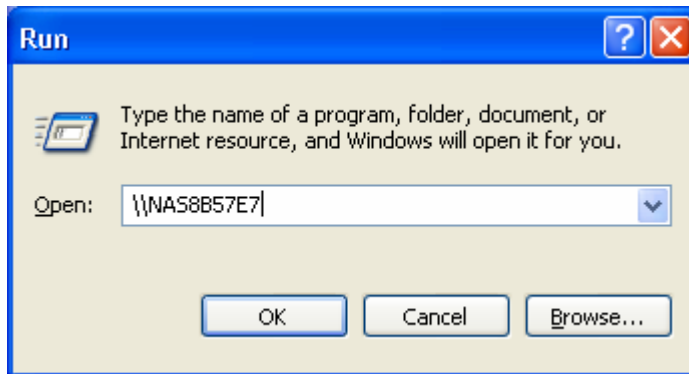 Run
Type the name of a program, folder, document, or
Internet resource, and Windows will open it for you.
Open: \\NAS8B57E7
OK Cancel Browse...